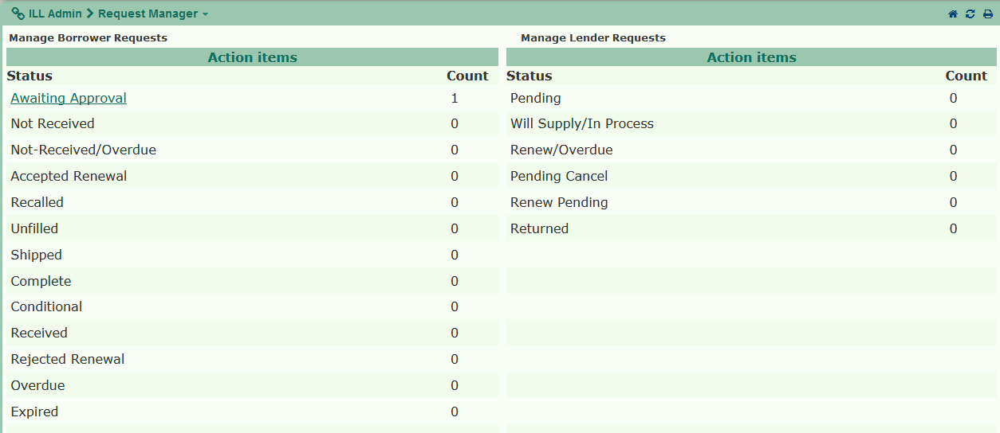 ILL Admin > Request Manager
Manage Borrower Requests
Action items
Status Count
Awaiting Approval 1
Not Received 0
Not-Received/Overdue 0
Accepted Renewal 0
Recalled 0
Unfilled 0
Shipped 0
Complete 0
Conditional 0
Received 0
Rejected Renewal 0
Overdue 0
Expired 0
Manage Lender Requests
Action items
Status Count
Pending 0
Will Supply/In Process 0
Renew/Overdue 0
Pending Cancel 0
Renew Pending 0
Returned 0